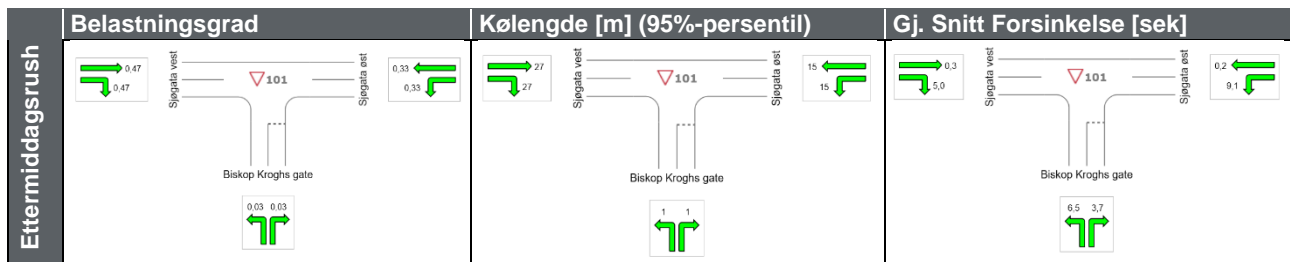 Ettermiddagsrush
Belastningsgrad
0,47
0,47
Sjøgata vest
101
Sjøgata øst
0,33
0,33
Biskop Kroghs gate
0,03 0,03
Kølengde [m] (95%-persentil)
27
27
Sjøgata vest
101
Sjøgata øst
15
15
Biskop Kroghs gate
1 1
Gj. Snitt Forsinkelse [sek]
0,3
5,0
Sjøgata vest
101
Sjøgata øst
0,2
9,1
Biskop Kroghs gate
6,5 3,7